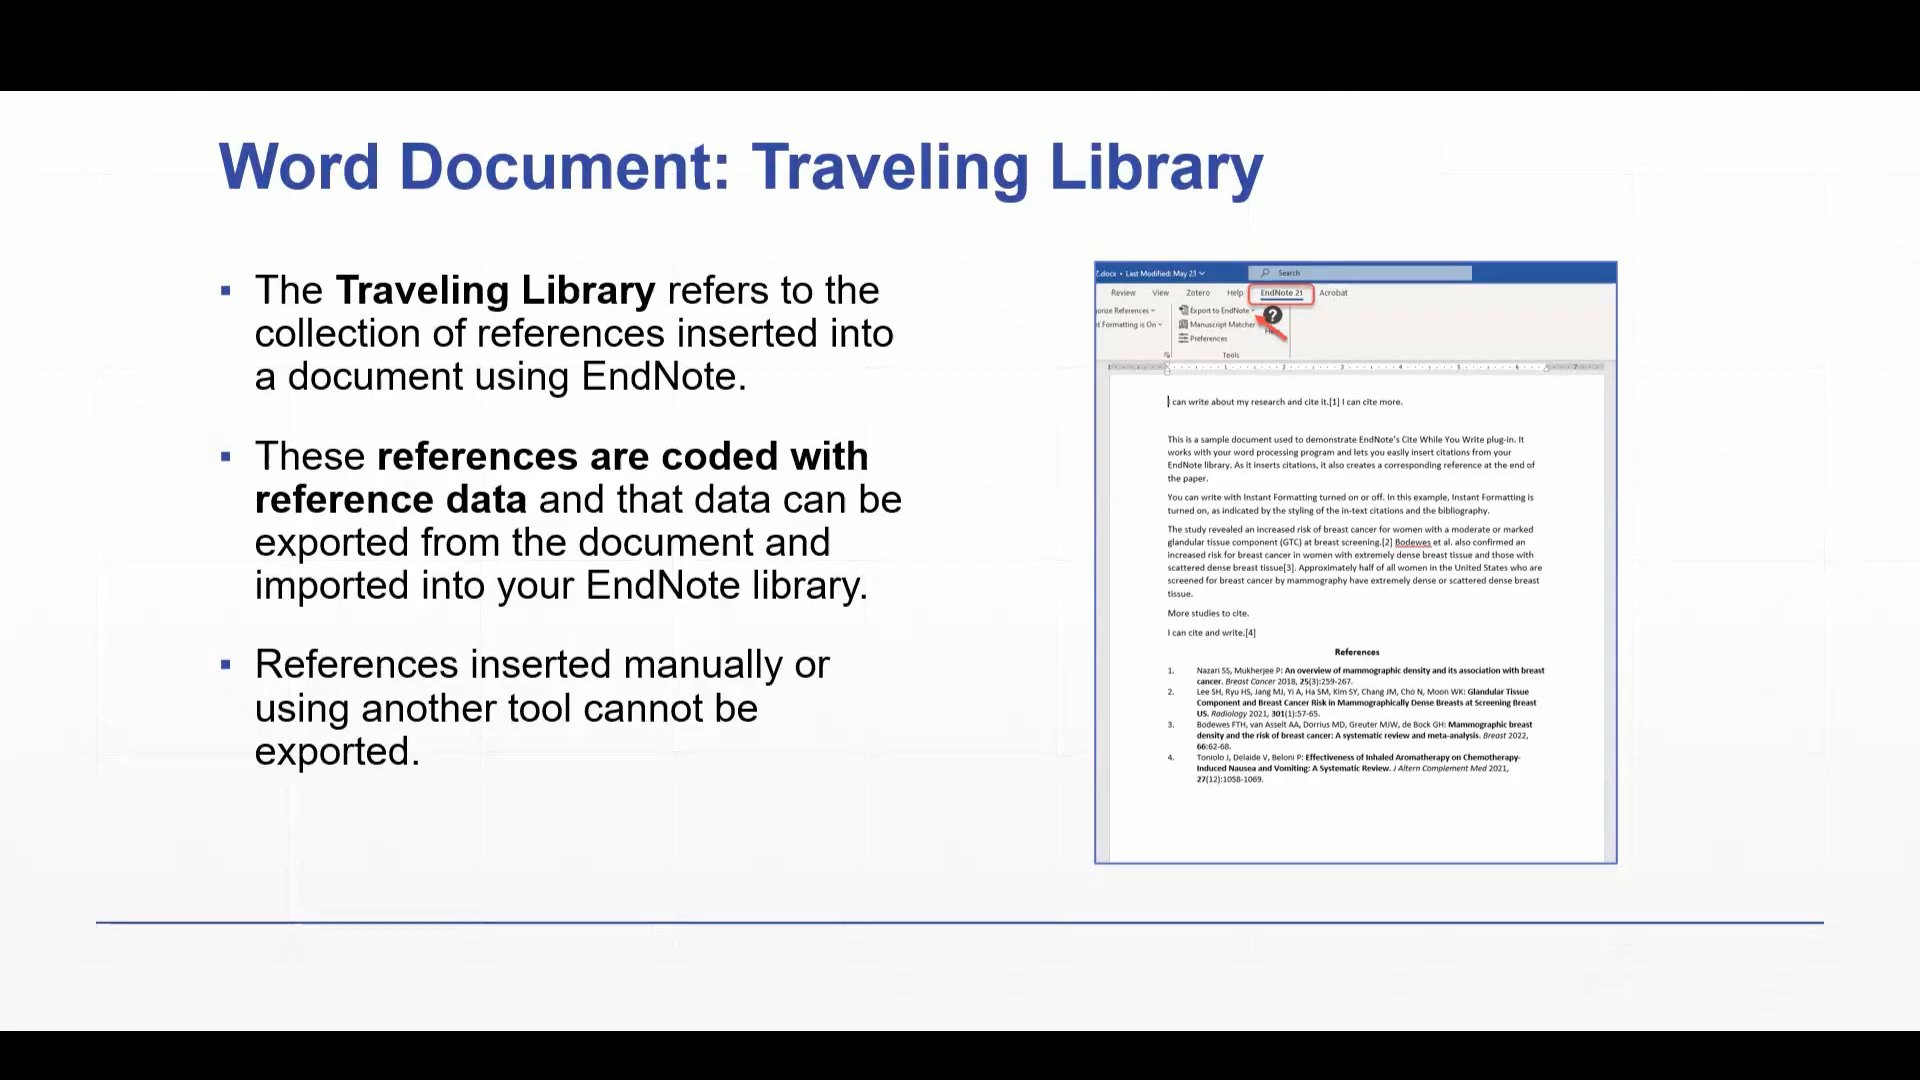 Word Document: Traveling Library
▪ The Traveling Library refers to the
collection of references inserted into
a document using EndNote.
▪ These references are coded with
reference data and that data can be
exported from the document and
imported into your EndNote library.
▪ References inserted manually or
using another tool cannot be
exported.
.docx • Last Modified: May 23
Search
Review View Zotero Help EndNote 21 Acrobat
References
Export to EndNote
t Formatting is On
Manuscript Matcher
Preferences
Tools
I can write about my research and cite it.[1] I can cite more.
This is a sample document used to demonstrate EndNote's Cite While You Write plug-in. It
works with your word processing program and lets you easily insert citations from your
EndNote library. As it inserts citations, it also creates a corresponding reference at the end of
the paper.
You can write with Instant Formatting turned on or off. In this example, Instant Formatting is
turned on, as indicated by the styling of the in-text citations and the bibliography.
The study revealed an increased risk of breast cancer for women with a moderate or marked
glandular tissue component (GTC) at breast screening.[2] Bodewes et al. also confirmed an
increased risk for breast cancer in women with extremely dense breast tissue and those with
scattered dense breast tissue[3]. Approximately half of all women in the United States who are
screened for breast cancer by mammography have extremely dense or scattered dense breast
tissue.
More studies to cite.
I can cite and write.[4]
References
1. Nazari SS, Mukherjee P: An overview of mammographic density and its association with breast
cancer. Breast Cancer 2018, 25(3):259-267.
2. Lee SH, Ryu HS, Jang MJ, Yi A, Ha SM, Kim SY, Chang JM, Cho N, Moon WK: Glandular Tissue
Component and Breast Cancer Risk in Mammographically Dense Breasts at Screening Breast
US. Radiology 2021, 301(1):57-65.
3. Bodewes FTH, van Asselt AA, Dorrius MD, Greuter MJW, de Bock GH: Mammographic breast
density and the risk of breast cancer: A systematic review and meta-analysis. Breast 2022,
66:62-68.
4. Toniolo J, Delaide V, Beloni P: Effectiveness of Inhaled Aromatherapy on Chemotherapy-
Induced Nausea and Vomiting: A Systematic Review. J Altern Complement Med 2021,
27(12):1058-1069.